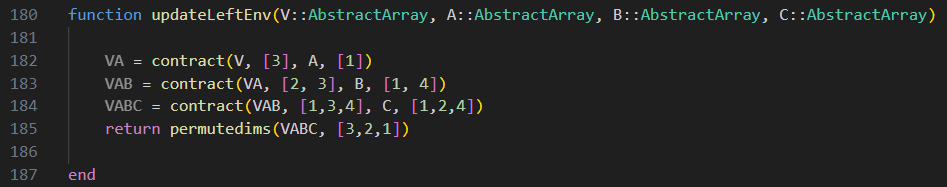 180 function updateLeftEnv(V::AbstractArray, A::AbstractArray, B::AbstractArray, C::AbstractArray)
181
182     VA = contract(V, [3], A, [1])
183     VAB = contract(VA, [2, 3], B, [1, 4])
184     VABC = contract(VAB, [1,3,4], C, [1,2,4])
185     return permutedims(VABC, [3,2,1])
186
187 end